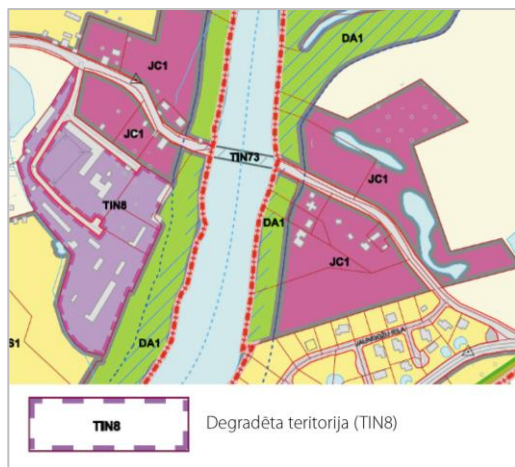 DA1
JC1
JC1
TIN73
JC1
TIN8
DA1
JC1
DA1
S1
TIN8
Degradēta teritorija (TIN8)